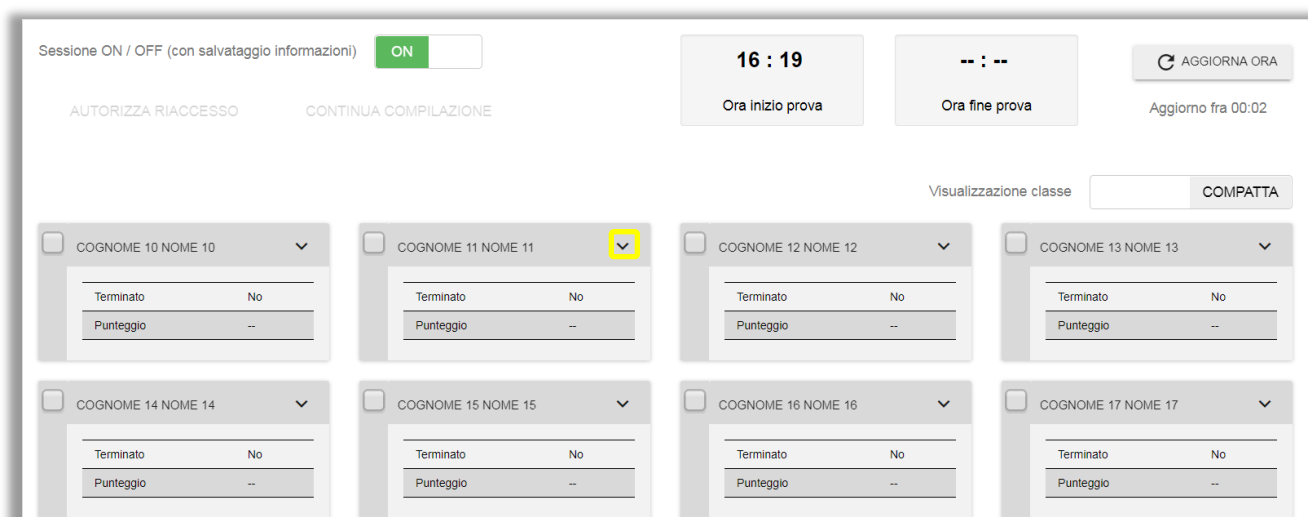 Sessione ON / OFF (con salvataggio informazioni) ON
16 : 19
-- : --
AGGIORNA ORA
AUTORIZZA RIACCESSO CONTINUA COMPILAZIONE
Ora inizio prova
Ora fine prova
Aggiorno fra 00:02
Visualizzazione classe COMPATTA
COGNOME 10 NOME 10
Terminato No
Punteggio --
COGNOME 11 NOME 11
Terminato No
Punteggio --
COGNOME 12 NOME 12
Terminato No
Punteggio --
COGNOME 13 NOME 13
Terminato No
Punteggio --
COGNOME 14 NOME 14
Terminato No
Punteggio --
COGNOME 15 NOME 15
Terminato No
Punteggio --
COGNOME 16 NOME 16
Terminato No
Punteggio --
COGNOME 17 NOME 17
Terminato No
Punteggio --